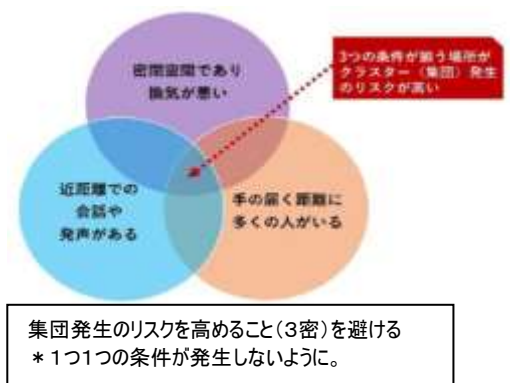 密閉空間であり
換気が悪い
3つの条件が揃う場所が
クラスター（集団）発生
のリスクが高い
近距離での
会話や
発声がある
手の届く距離に
多くの人がいる
集団発生のリスクを高めること（３密）を避ける
＊１つ１つの条件が発生しないように。